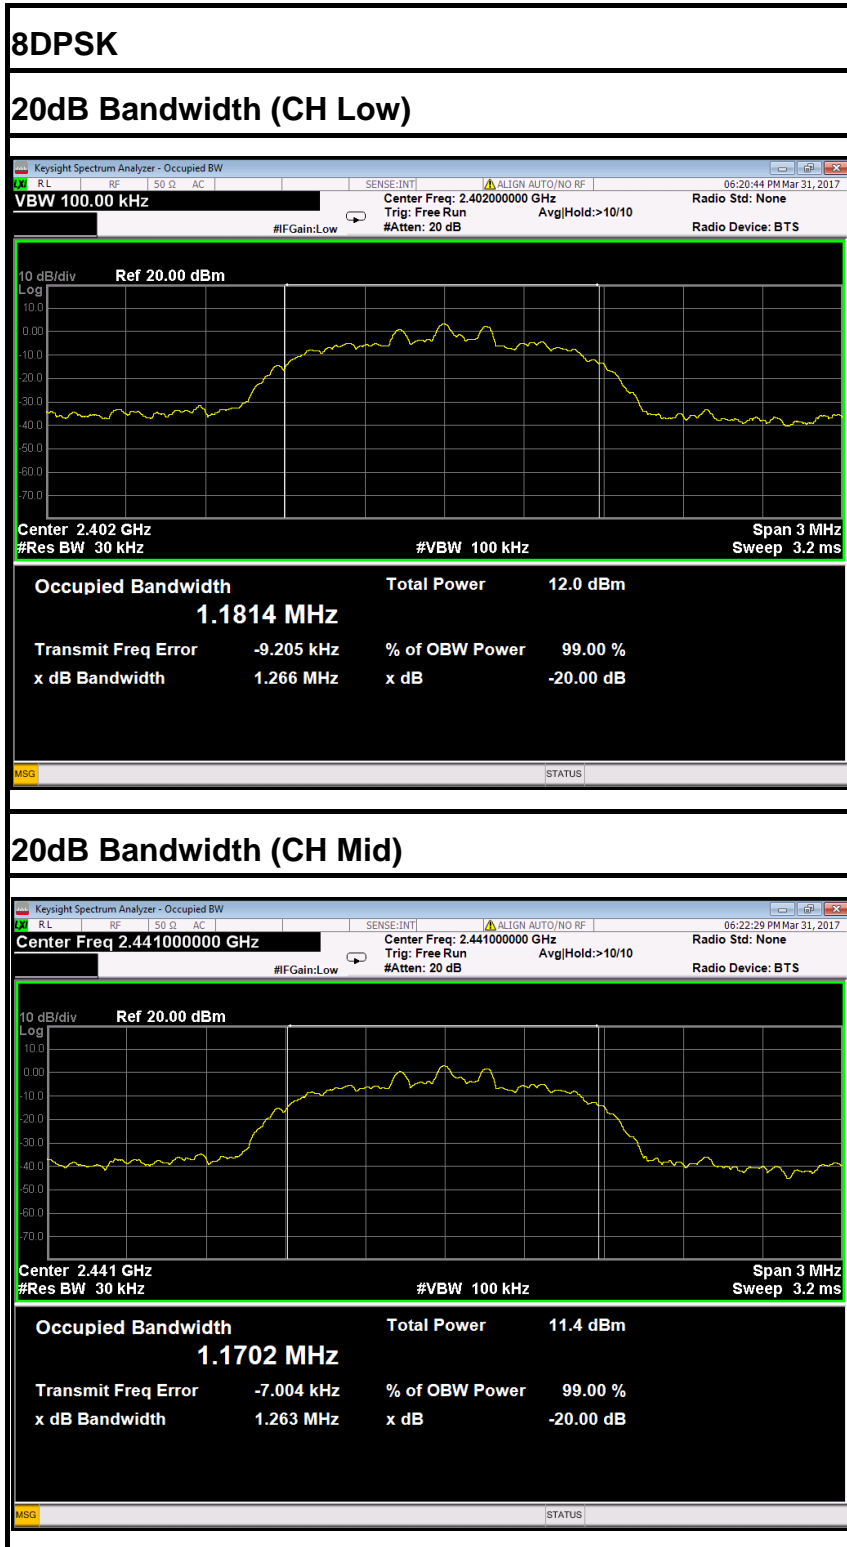 8DPSK
20dB Bandwidth (CH Low)
Keysight Spectrum Analyzer - Occupied BW
LXI RL RF 50 Ω AC SENSE:INT ALIGN AUTO/NO RF 06:20:44 PM Mar 31, 2017
VBW 100.00 kHz Center Freq: 2.402000000 GHz Radio Std: None
Trig: Free Run Avg|Hold:>10/10
#IFGain:Low #Atten: 20 dB Radio Device: BTS
10 dB/div Ref 20.00 dBm
Log
10.0
0.00
-10.0
-20.0
-30.0
-40.0
-50.0
-60.0
-70.0
Center 2.402 GHz Span 3 MHz
#Res BW 30 kHz #VBW 100 kHz Sweep 3.2 ms
Occupied Bandwidth Total Power 12.0 dBm
1.1814 MHz
Transmit Freq Error -9.205 kHz % of OBW Power 99.00 %
x dB Bandwidth 1.266 MHz x dB -20.00 dB
MSG STATUS
20dB Bandwidth (CH Mid)
Keysight Spectrum Analyzer - Occupied BW
LXI RL RF 50 Ω AC SENSE:INT ALIGN AUTO/NO RF 06:22:29 PM Mar 31, 2017
Center Freq 2.441000000 GHz Center Freq: 2.441000000 GHz Radio Std: None
Trig: Free Run Avg|Hold:>10/10
#IFGain:Low #Atten: 20 dB Radio Device: BTS
10 dB/div Ref 20.00 dBm
Log
10.0
0.00
-10.0
-20.0
-30.0
-40.0
-50.0
-60.0
-70.0
Center 2.441 GHz Span 3 MHz
#Res BW 30 kHz #VBW 100 kHz Sweep 3.2 ms
Occupied Bandwidth Total Power 11.4 dBm
1.1702 MHz
Transmit Freq Error -7.004 kHz % of OBW Power 99.00 %
x dB Bandwidth 1.263 MHz x dB -20.00 dB
MSG STATUS